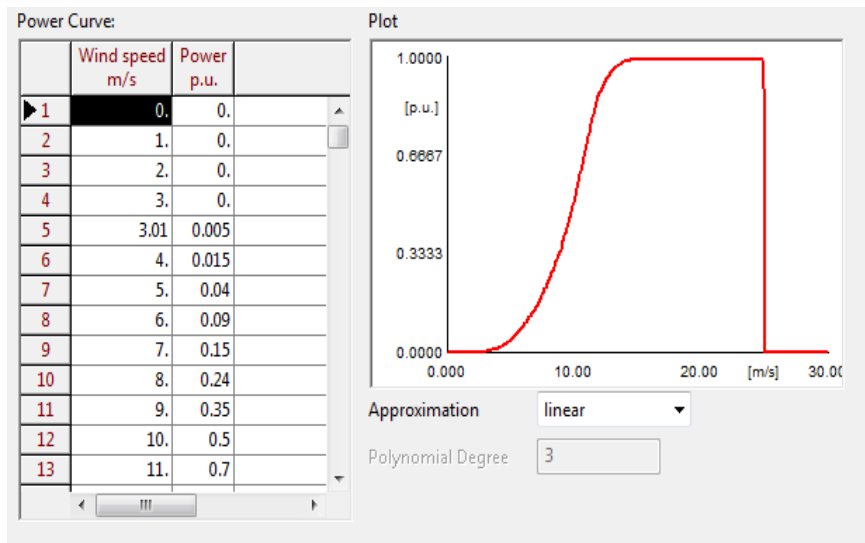 Power Curve:
Wind speed m/s Power p.u.
1 0. 0.
2 1. 0.
3 2. 0.
4 3. 0.
5 3.01 0.005
6 4. 0.015
7 5. 0.04
8 6. 0.09
9 7. 0.15
10 8. 0.24
11 9. 0.35
12 10. 0.5
13 11. 0.7
Plot
1.0000
[p.u.]
0.6667
0.3333
0.0000
0.000 10.00 20.00 [m/s] 30.00
Approximation linear
Polynomial Degree 3